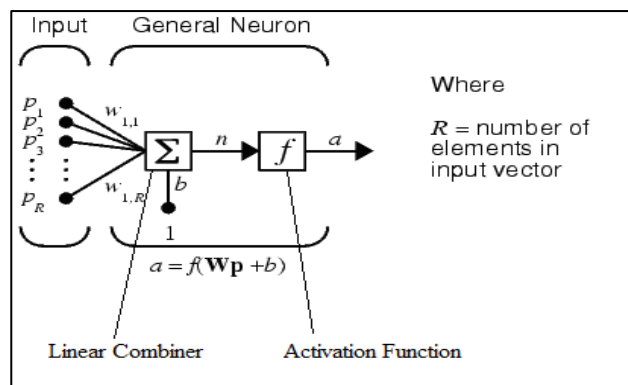 Input General Neuron
Where
p1
w1,1
p2
p3
n
a
Σ
f
R = number of
elements in
input vector
b
pR
w1,R
1
a = f(Wp + b)
Linear Combiner Activation Function